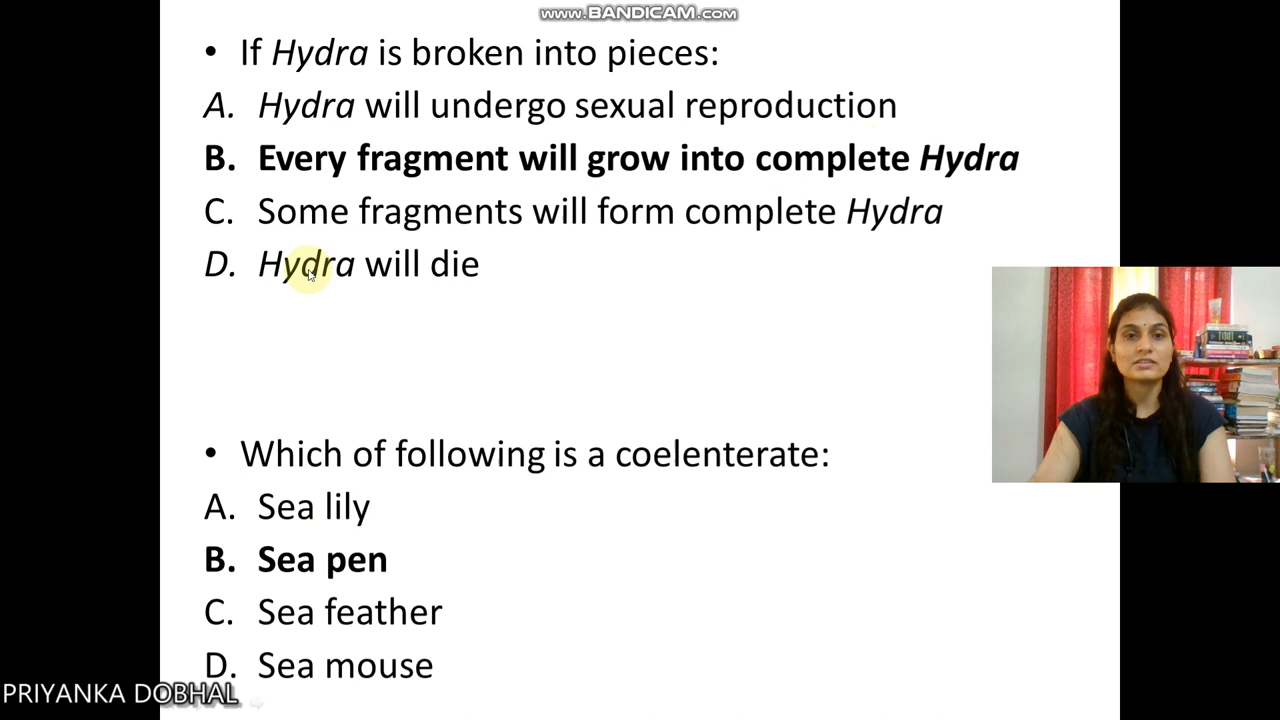 www.BANDICAM.com
• If Hydra is broken into pieces:
A. Hydra will undergo sexual reproduction
B. Every fragment will grow into complete Hydra
C. Some fragments will form complete Hydra
D. Hydra will die
• Which of following is a coelenterate:
A. Sea lily
B. Sea pen
C. Sea feather
D. Sea mouse
PRIYANKA DOBHAL